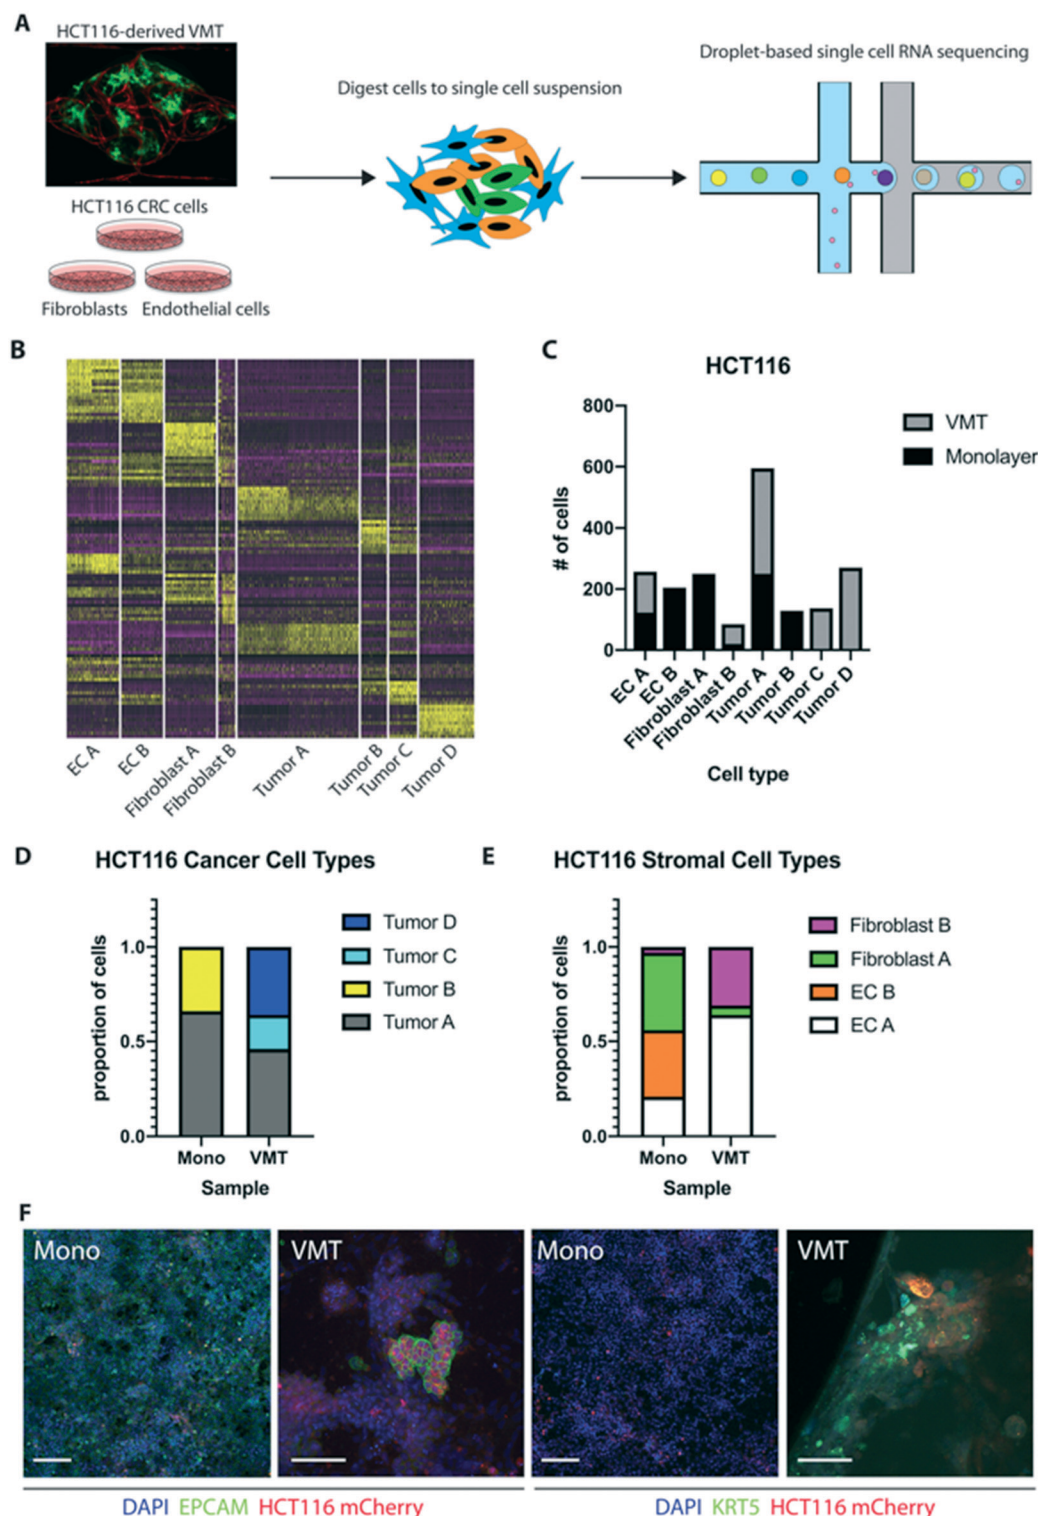 A
HCT116-derived VMT
Digest cells to single cell suspension
Droplet-based single cell RNA sequencing
HCT116 CRC cells
Fibroblasts Endothelial cells
B
EC A
EC B
Fibroblast A
Fibroblast B
Tumor A
Tumor B
Tumor C
Tumor D
C
HCT116
800
600
400
200
0
# of cells
EC A
EC B
Fibroblast A
Fibroblast B
Tumor A
Tumor B
Tumor C
Tumor D
Cell type
VMT
Monolayer
D
HCT116 Cancer Cell Types
1.0
0.5
0.0
proportion of cells
Mono VMT
Sample
Tumor D
Tumor C
Tumor B
Tumor A
E
HCT116 Stromal Cell Types
1.0
0.5
0.0
proportion of cells
Mono VMT
Sample
Fibroblast B
Fibroblast A
EC B
EC A
F
Mono
VMT
Mono
VMT
DAPI EPCAM HCT116 mCherry
DAPI KRT5 HCT116 mCherry